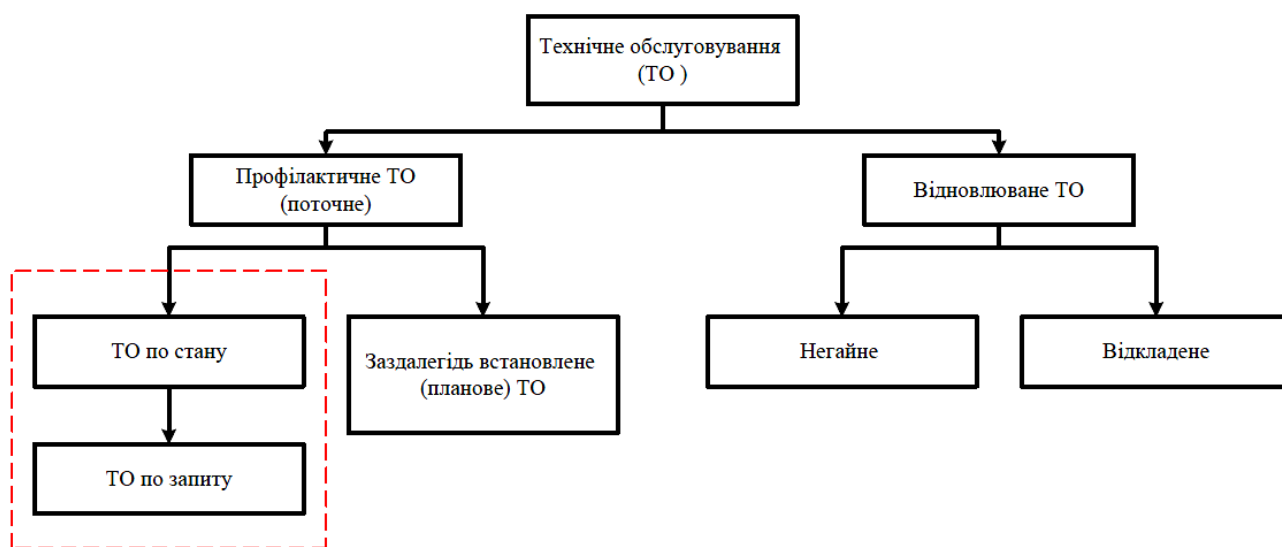 Технічне обслуговування
(ТО )
Профілактичне ТО
(поточне)
Відновлюване ТО
ТО по стану
Заздалегідь встановлене
(планове) ТО
Негайне
Відкладене
ТО по запиту